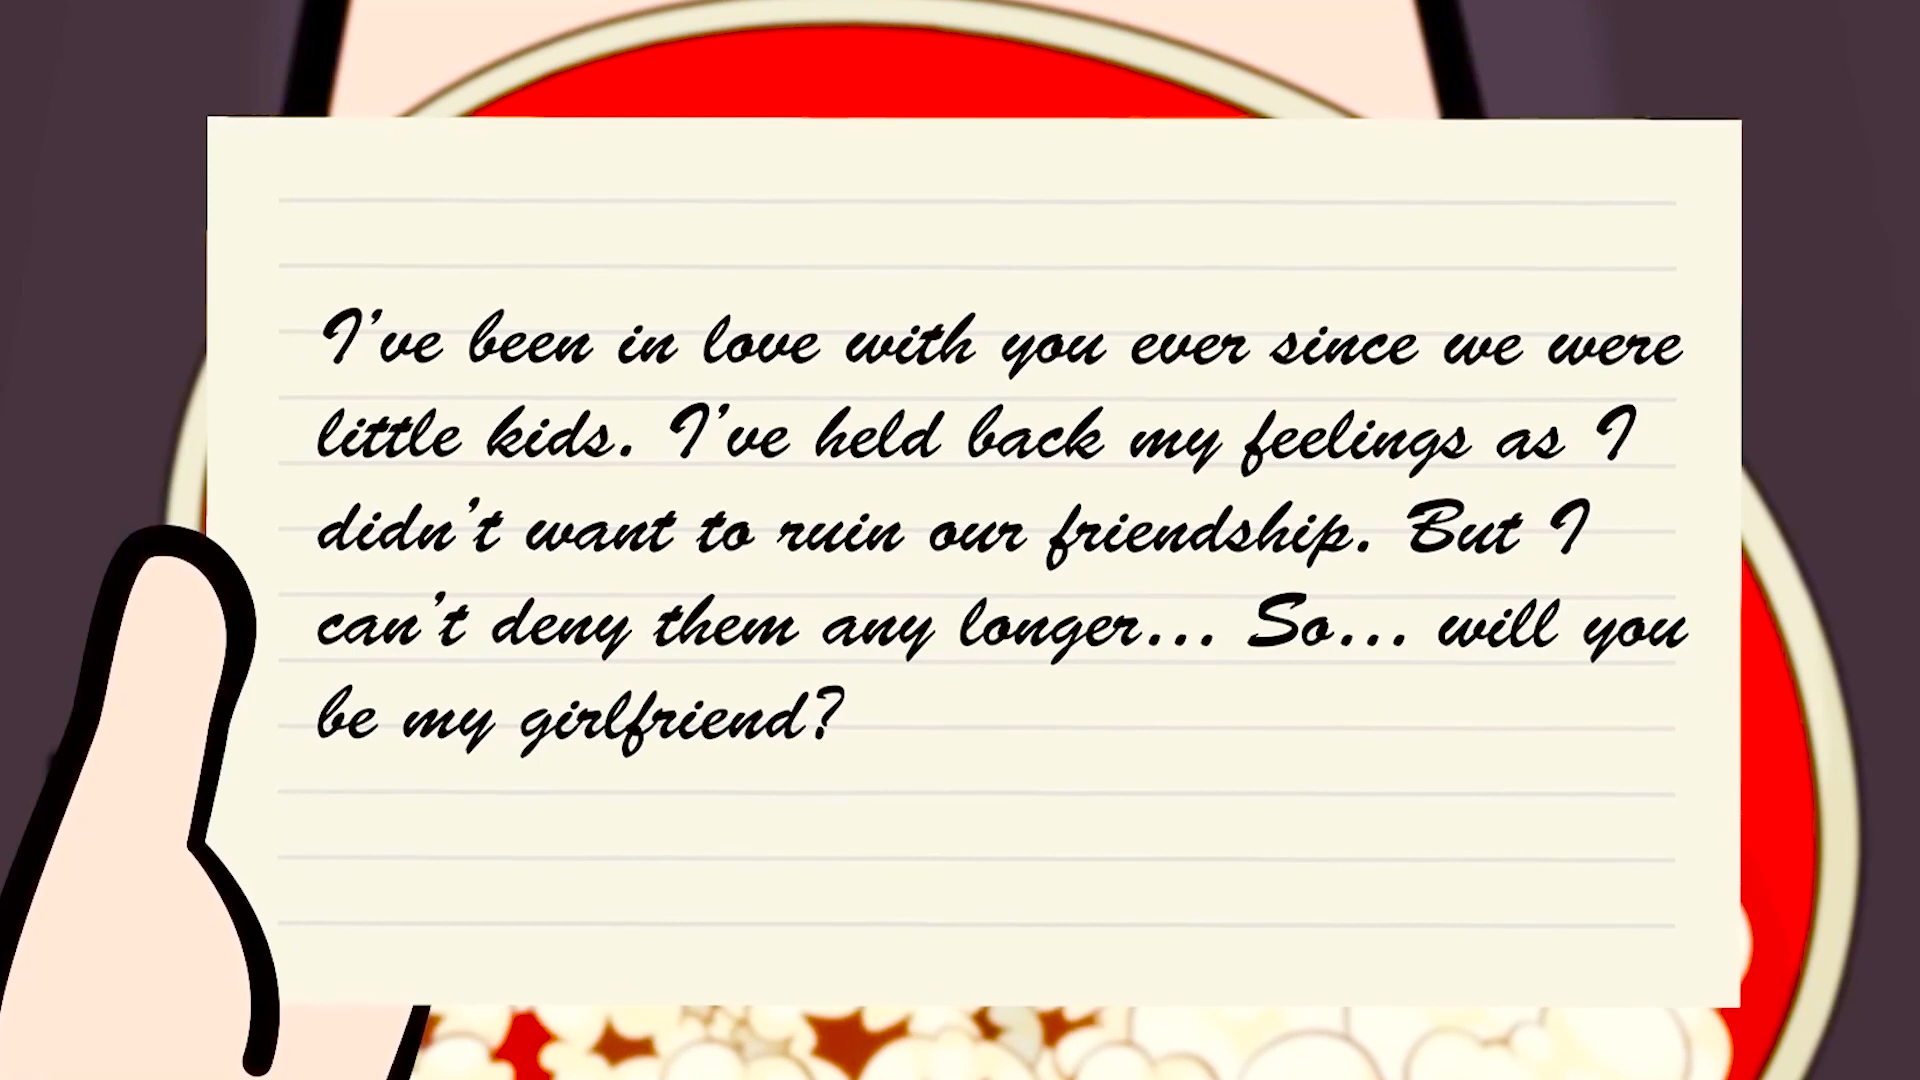 I've been in love with you ever since we were
little kids. I've held back my feelings as I
didn't want to ruin our friendship. But I
can't deny them any longer... So... will you
be my girlfriend?